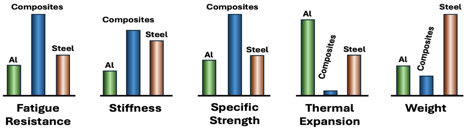 Composites
Al
Steel
Fatigue
Resistance
Composites
Al
Steel
Stiffness
Composites
Al
Steel
Specific
Strength
Al
Composites
Steel
Thermal
Expansion
Al
Composites
Steel
Weight